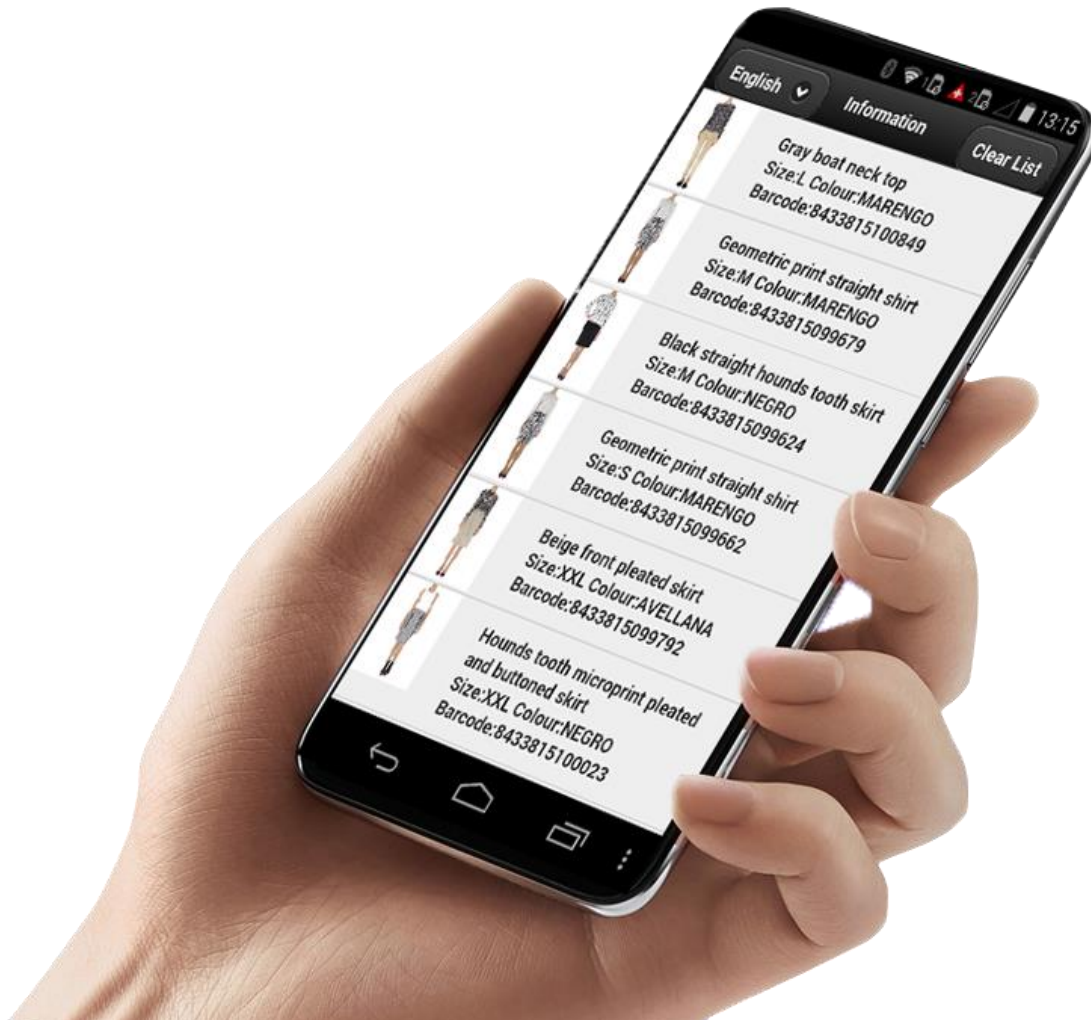 1 2 13:15
English Information Clear List
Gray boat neck top
Size:L Colour:MARENGO
Barcode:8433815100849
Geometric print straight shirt
Size:M Colour:MARENGO
Barcode:8433815099679
Black straight hounds tooth skirt
Size:M Colour:NEGRO
Barcode:8433815099624
Geometric print straight shirt
Size:S Colour:MARENGO
Barcode:8433815099662
Beige front pleated skirt
Size:XXL Colour:AVELLANA
Barcode:8433815099792
Hounds tooth microprint pleated
and buttoned skirt
Size:XXL Colour:NEGRO
Barcode:8433815100023